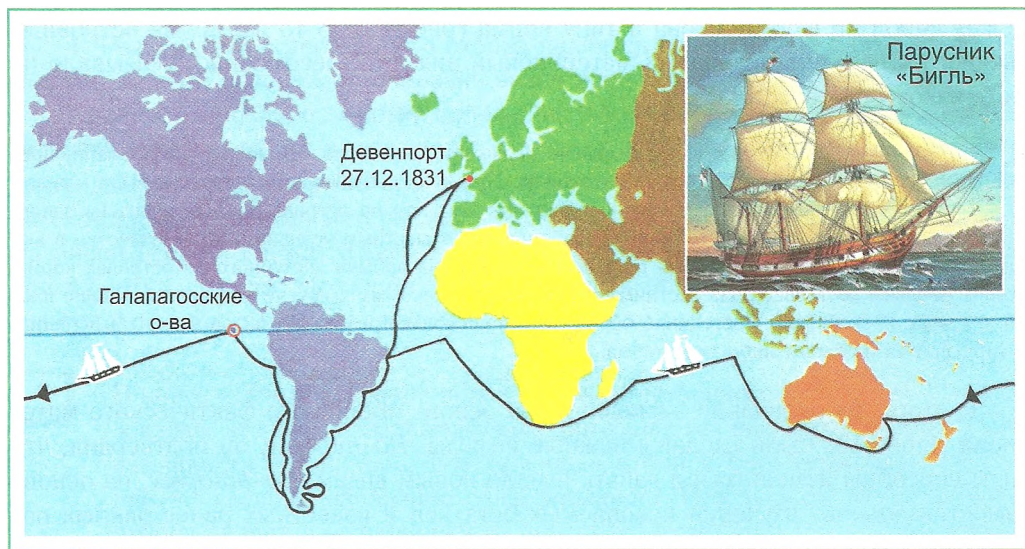 Парусник
«Бигль»
Девенпорт
27.12.1831
Галапагосские
о-ва